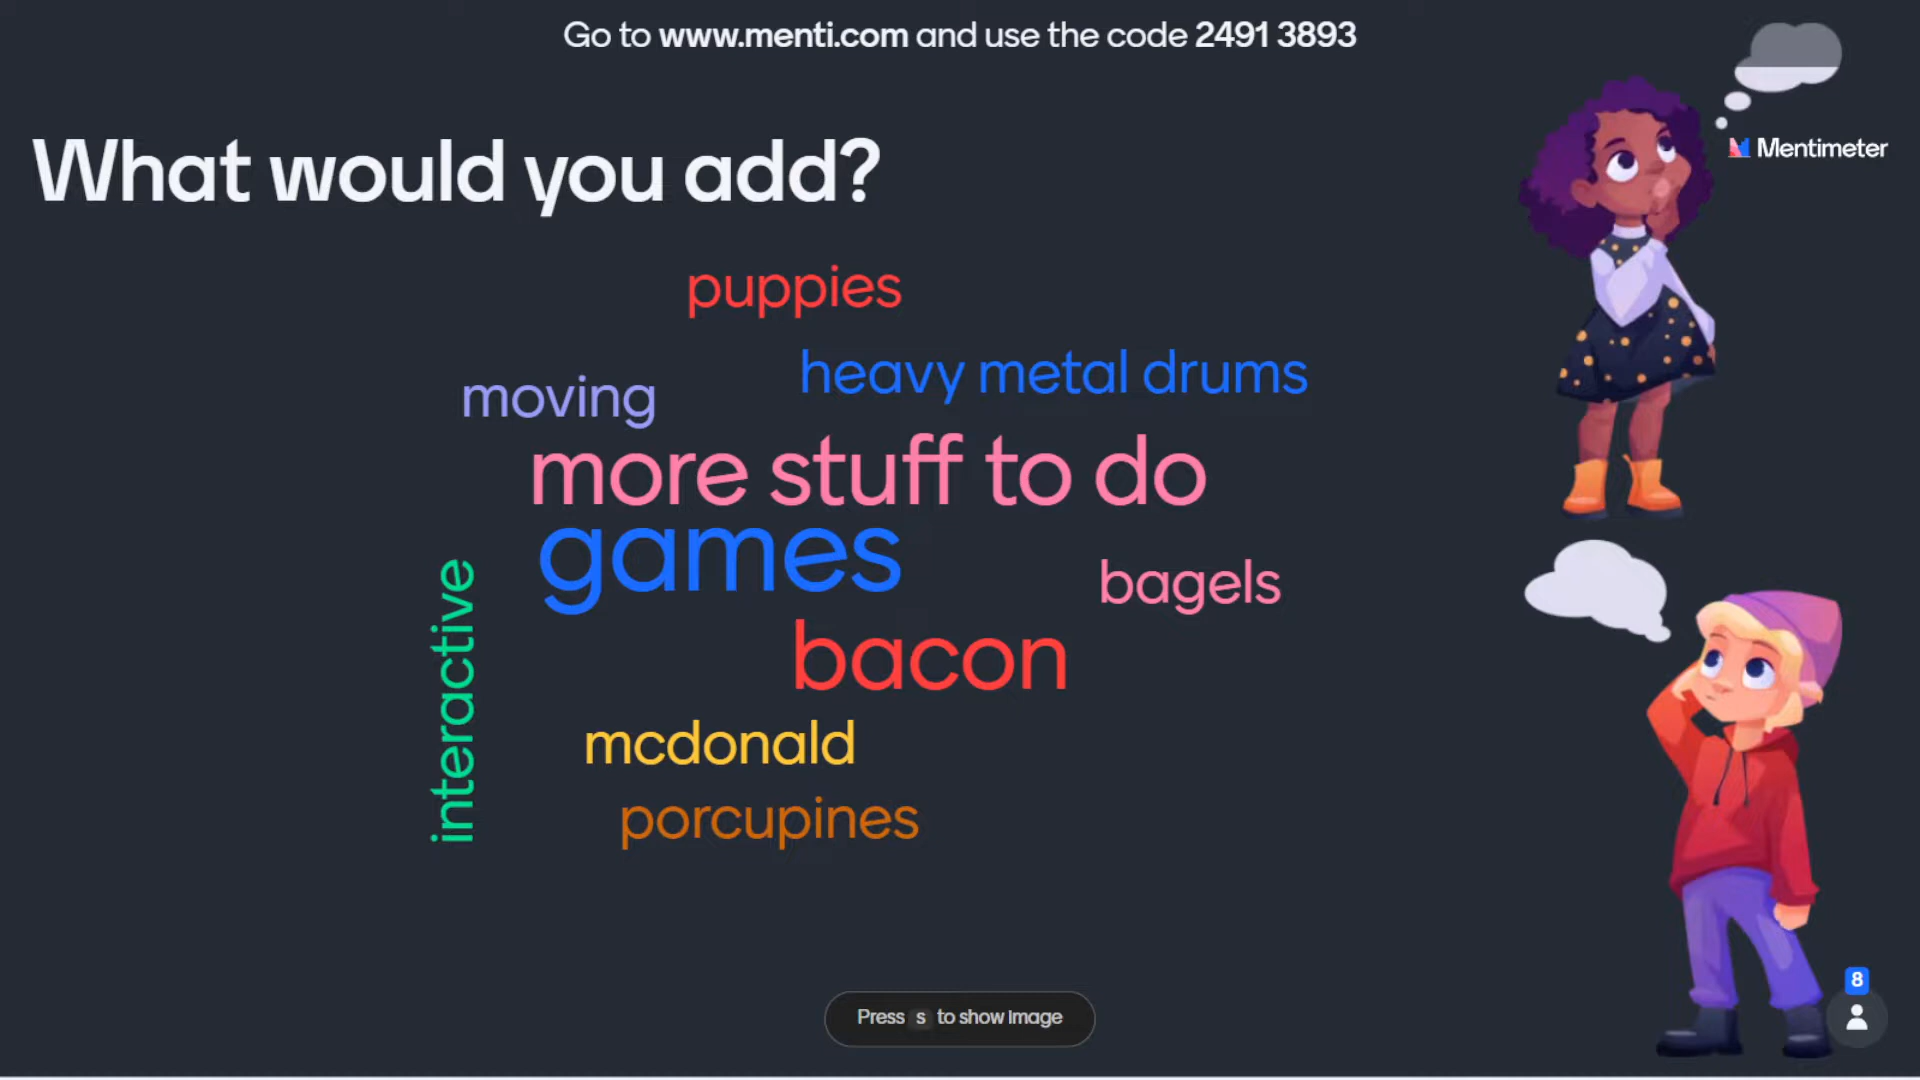 Go to www.menti.com and use the code 2491 3893
Mentimeter
What would you add?
puppies
heavy metal drums
moving
more stuff to do
games
bagels
interactive
bacon
mcdonald
porcupines
8
Press s to show image